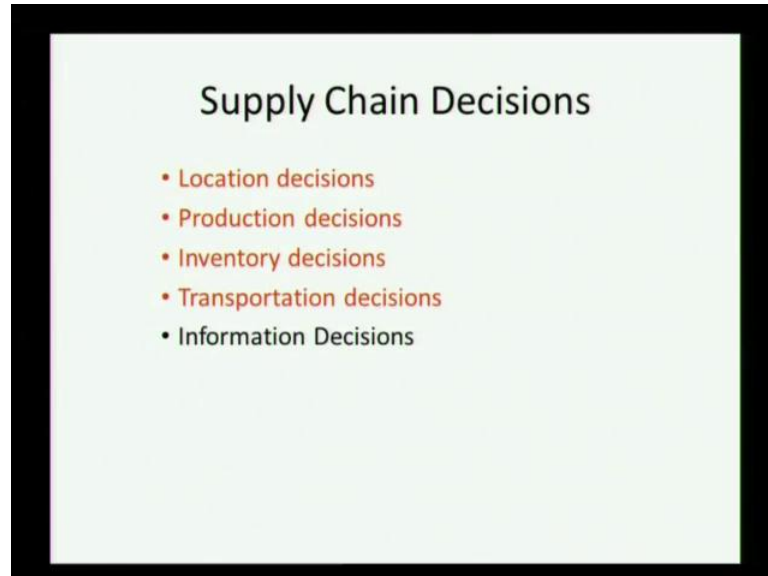 Supply Chain Decisions
• Location decisions
• Production decisions
• Inventory decisions
• Transportation decisions
• Information Decisions